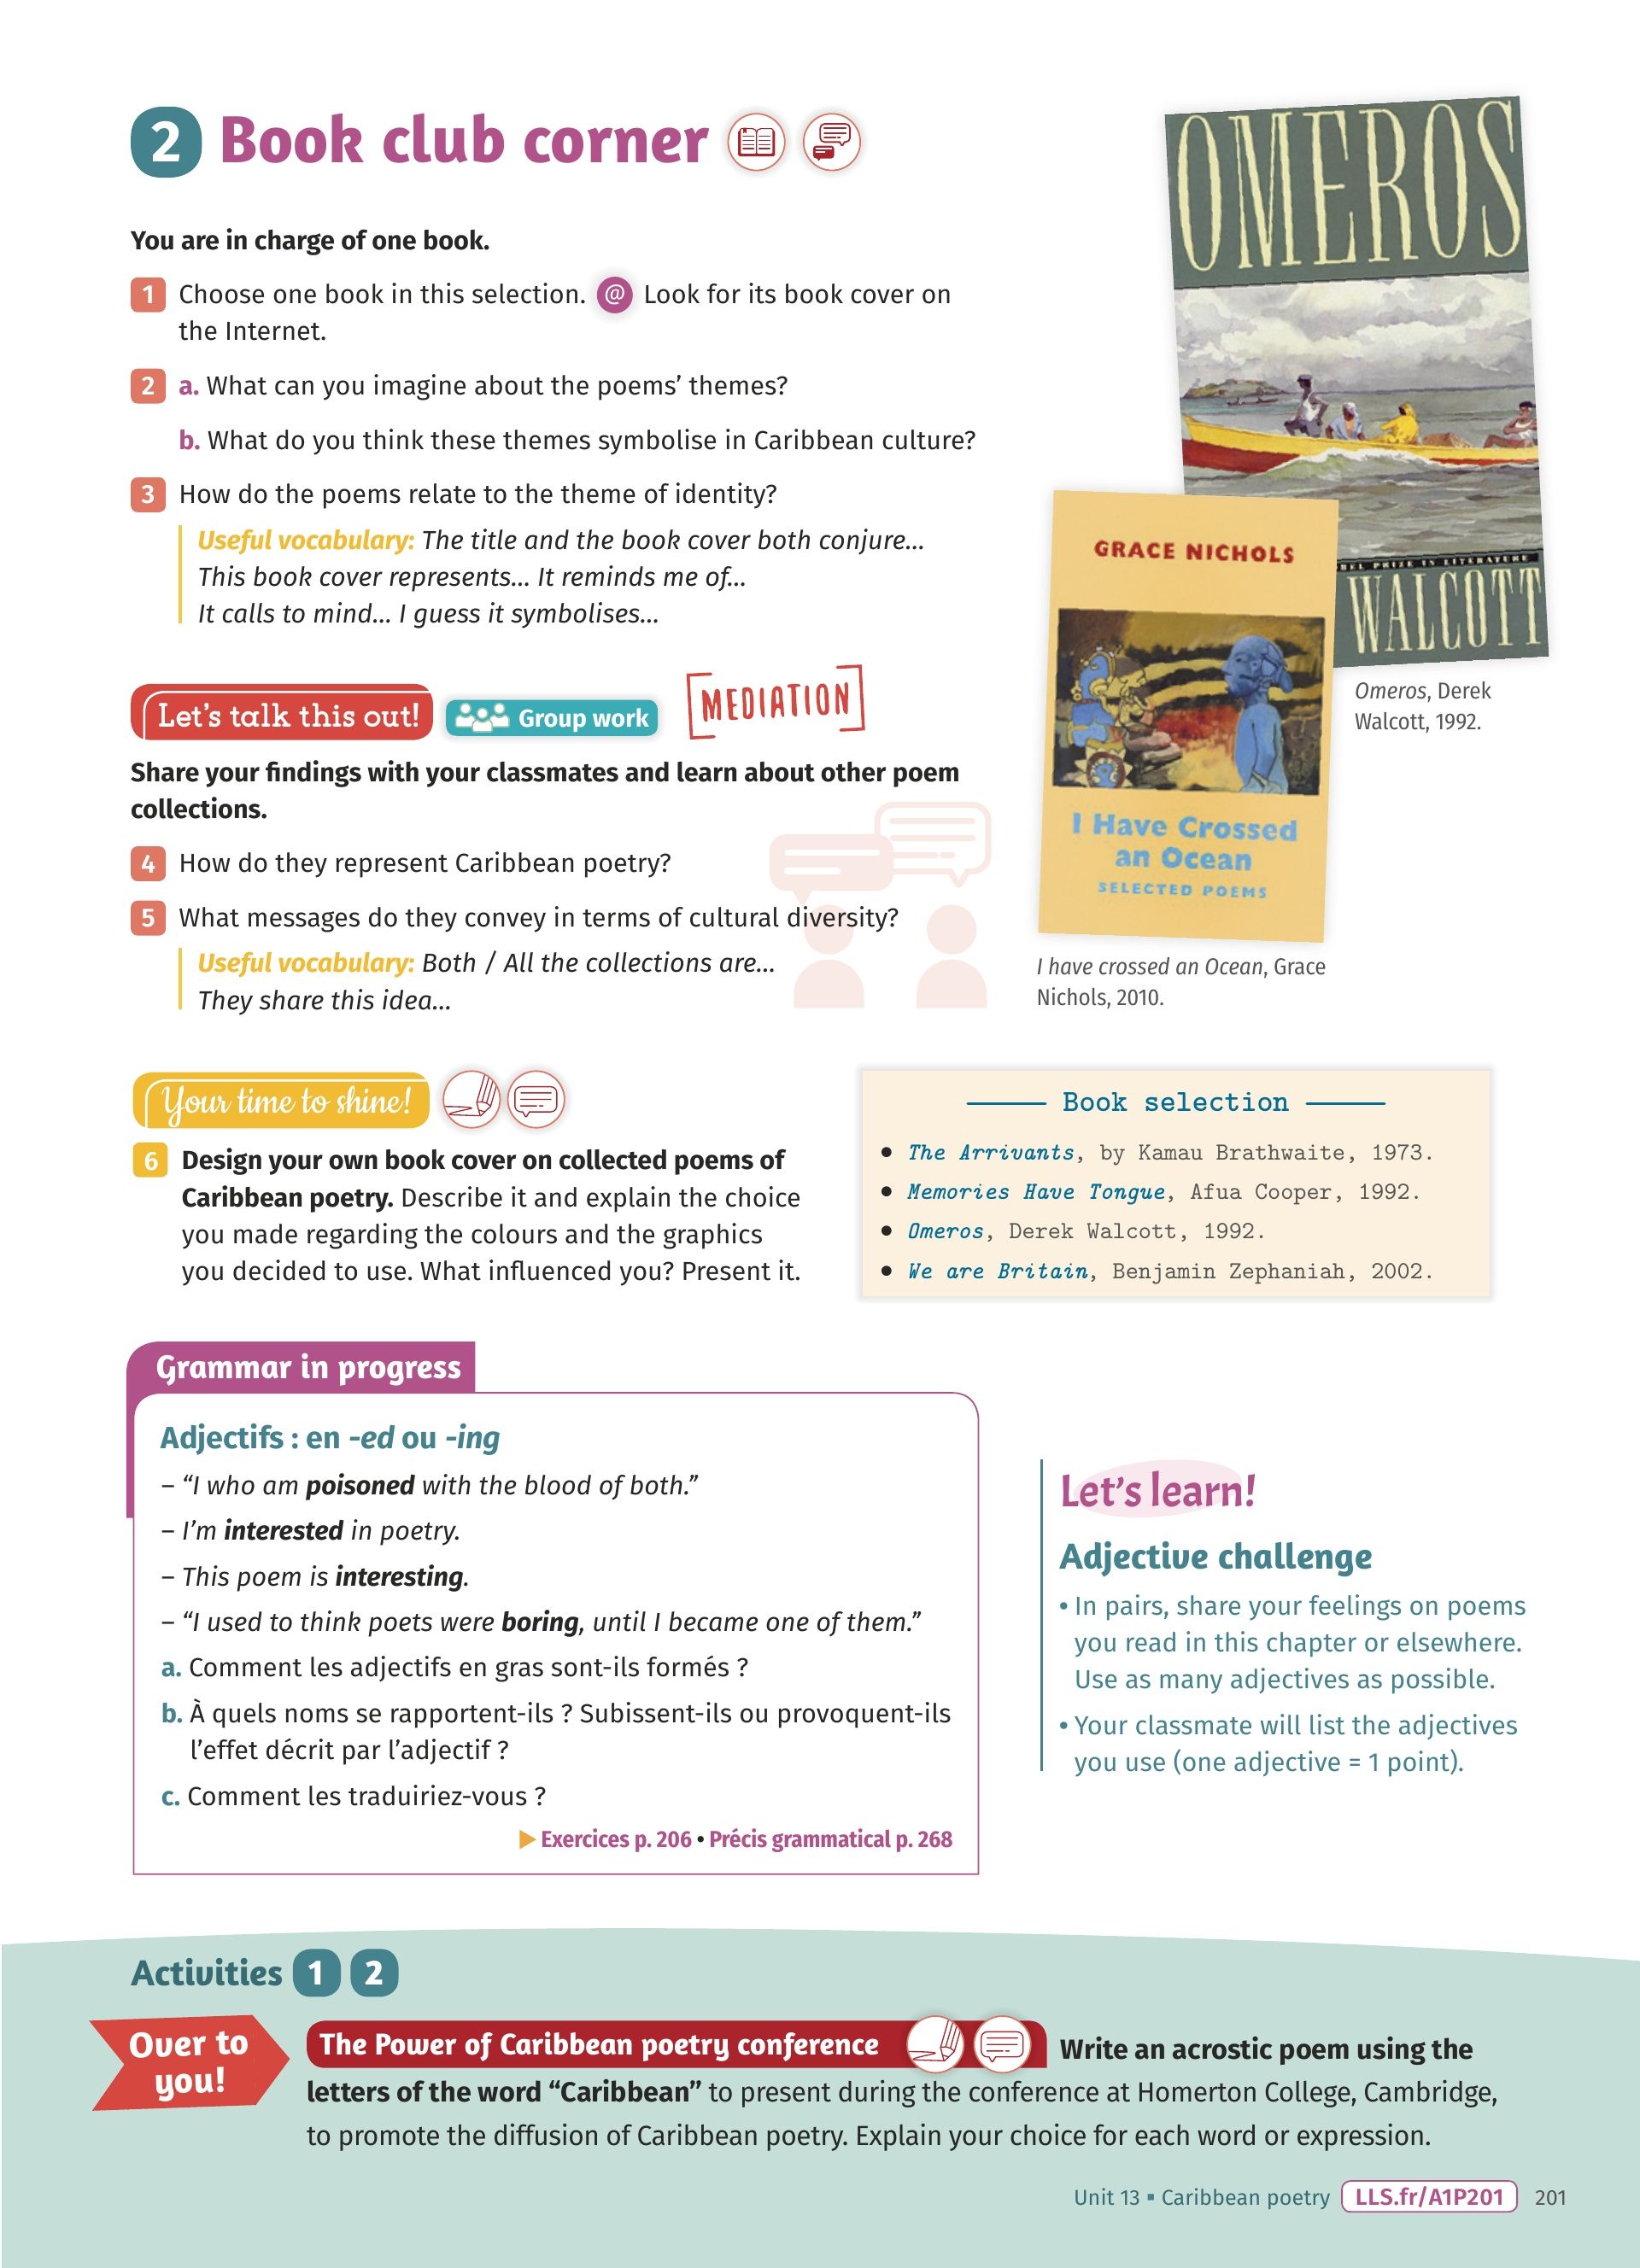 2 Book club corner
You are in charge of one book.
1 Choose one book in this selection. @ Look for its book cover on
the Internet.
2 a. What can you imagine about the poems’ themes?
b. What do you think these themes symbolise in Caribbean culture?
3 How do the poems relate to the theme of identity?
Useful vocabulary: The title and the book cover both conjure…
This book cover represents… It reminds me of…
It calls to mind… I guess it symbolises…
OMEROS
WALCOTT
Omeros, Derek
Walcott, 1992.
GRACE NICHOLS
I Have Crossed
an Ocean
SELECTED POEMS
I have crossed an Ocean, Grace
Nichols, 2010.
Let’s talk this out! Group work [MEDIATION]
Share your findings with your classmates and learn about other poem
collections.
4 How do they represent Caribbean poetry?
5 What messages do they convey in terms of cultural diversity?
Useful vocabulary: Both / All the collections are…
They share this idea…
Your time to shine!
6 Design your own book cover on collected poems of
Caribbean poetry. Describe it and explain the choice
you made regarding the colours and the graphics
you decided to use. What influenced you? Present it.
Book selection
• The Arrivants, by Kamau Brathwaite, 1973.
• Memories Have Tongue, Afua Cooper, 1992.
• Omeros, Derek Walcott, 1992.
• We are Britain, Benjamin Zephaniah, 2002.
Grammar in progress
Adjectifs : en -ed ou -ing
– “I who am poisoned with the blood of both.”
– I’m interested in poetry.
– This poem is interesting.
– “I used to think poets were boring, until I became one of them.”
a. Comment les adjectifs en gras sont-ils formés ?
b. À quels noms se rapportent-ils ? Subissent-ils ou provoquent-ils
l’effet décrit par l’adjectif ?
c. Comment les traduiriez-vous ?
▶ Exercices p. 206 • Précis grammatical p. 268
Let’s learn!
Adjective challenge
• In pairs, share your feelings on poems
you read in this chapter or elsewhere.
Use as many adjectives as possible.
• Your classmate will list the adjectives
you use (one adjective = 1 point).
Activities 1 2
Over to
you!
The Power of Caribbean poetry conference Write an acrostic poem using the
letters of the word “Caribbean” to present during the conference at Homerton College, Cambridge,
to promote the diffusion of Caribbean poetry. Explain your choice for each word or expression.
Unit 13 ▪ Caribbean poetry LLS.fr/A1P201 201